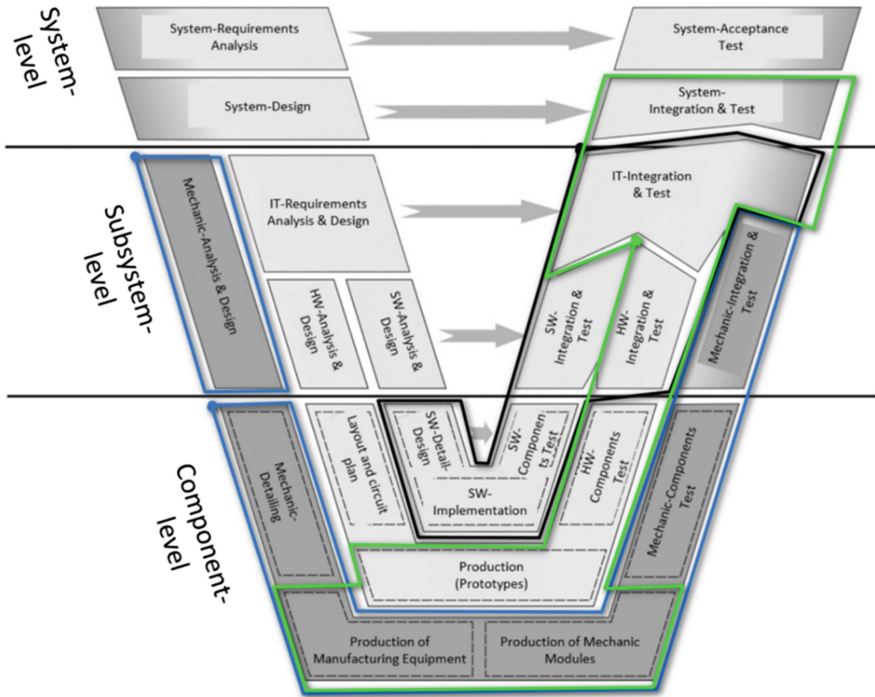 System-
level
System-Requirements
Analysis
System-Acceptance
Test
System-Design
System-
Integration & Test
Subsystem-
level
Mechanic-Analysis & Design
IT-Requirements
Analysis & Design
IT-Integration
& Test
HW-Analysis &
Design
SW-Analysis &
Design
SW-
Integration &
Test
HW-
Integration &
Test
Mechanic-Integration &
Test
Component-
level
Mechanic-
Detailing
Layout and circuit
plan
SW-Detail-
Design
SW-
Implementation
SW-
Componen
ts Test
HW-
Components
Test
Mechanic-Components
Test
Production
(Prototypes)
Production of
Manufacturing Equipment
Production of Mechanic
Modules